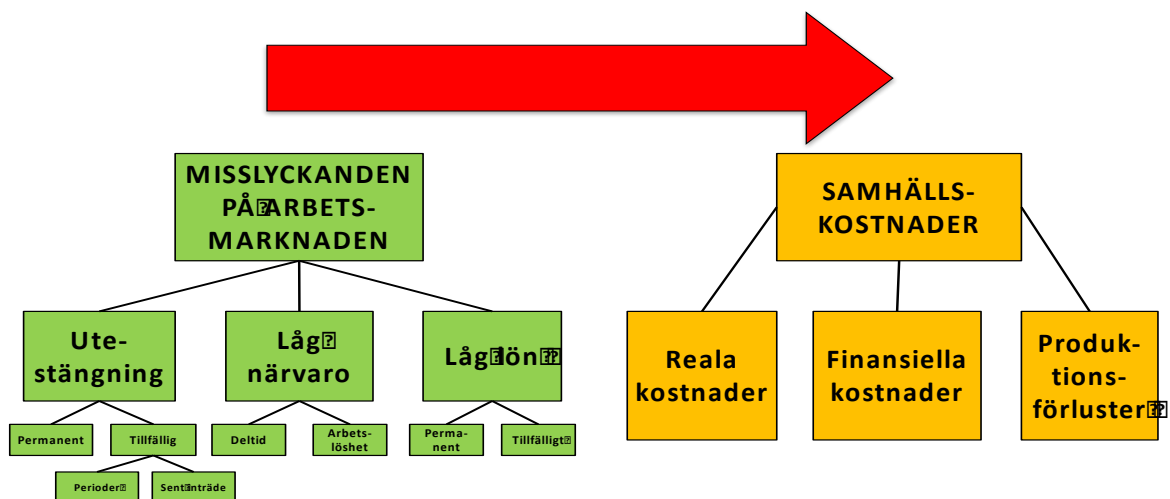 MISSLYCKANDEN
PÅ ARBETS-
MARKNADEN
SAMHÄLLS-
KOSTNADER
Ute-
stängning
Låg
närvaro
Låg lön
Reala
kostnader
Finansiella
kostnader
Produk-
tions-
förluster
Permanent
Tillfällig
Deltid
Arbets-
löshet
Perma-
nent
Tillfälligt
Perioder
Sent inträde